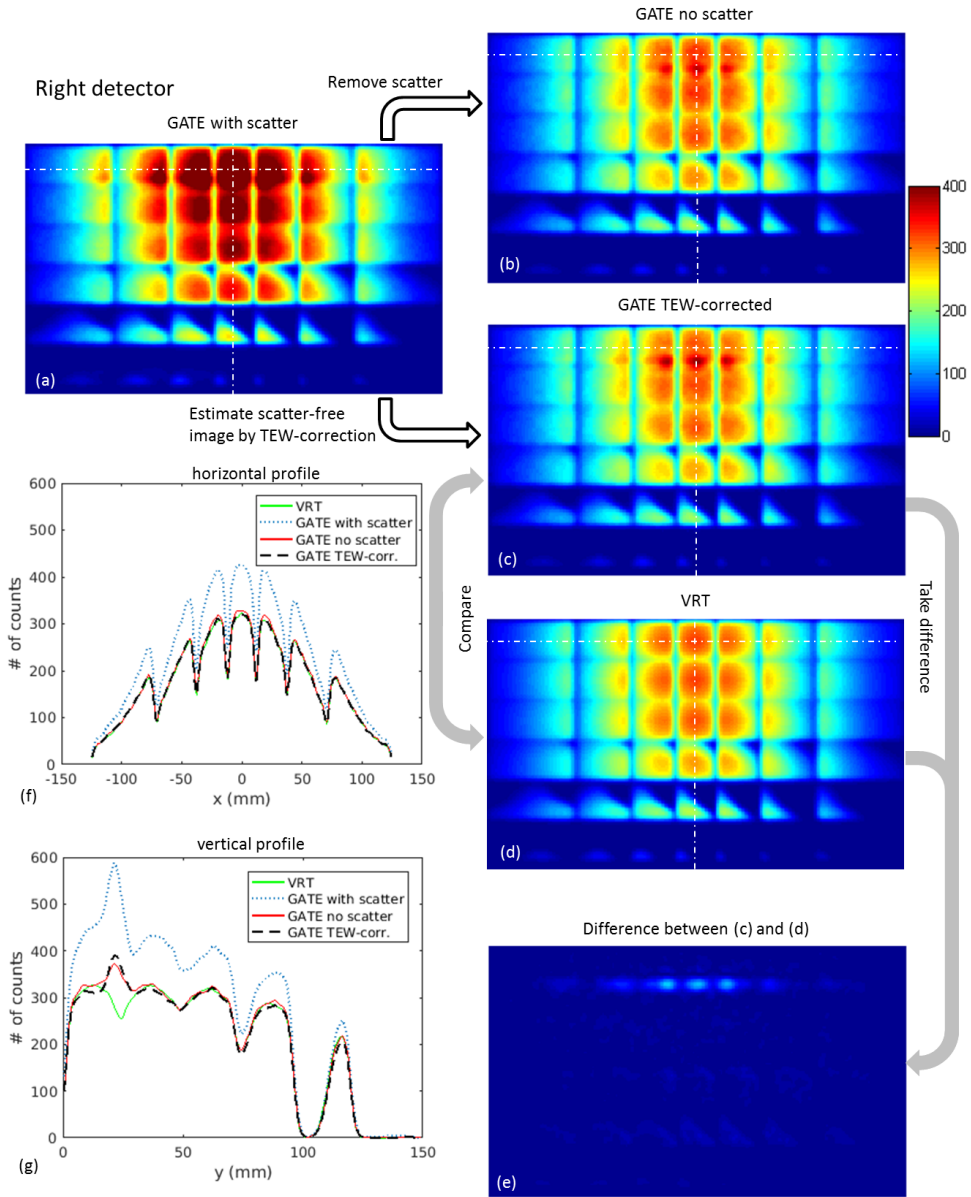 GATE no scatter
Right detector
Remove scatter
GATE with scatter
(a)
(b)
400
300
200
100
0
GATE TEW-corrected
Estimate scatter-free
image by TEW-correction
(c)
horizontal profile
600
500
400
300
200
100
0
VRT
GATE with scatter
GATE no scatter
GATE TEW-corr.
# of counts
-150
-100
-50
0
50
100
150
x (mm)
(f)
Compare
Take difference
VRT
(d)
vertical profile
600
500
400
300
200
100
0
VRT
GATE with scatter
GATE no scatter
GATE TEW-corr.
# of counts
0
50
100
150
y (mm)
(g)
Difference between (c) and (d)
(e)